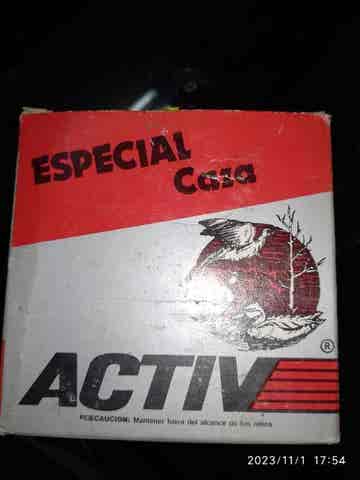 ESPECIAL
Caza
ACTIV®
PRECAUCION: Mantener fuera del alcance de los niños
2023/11/1 17:54